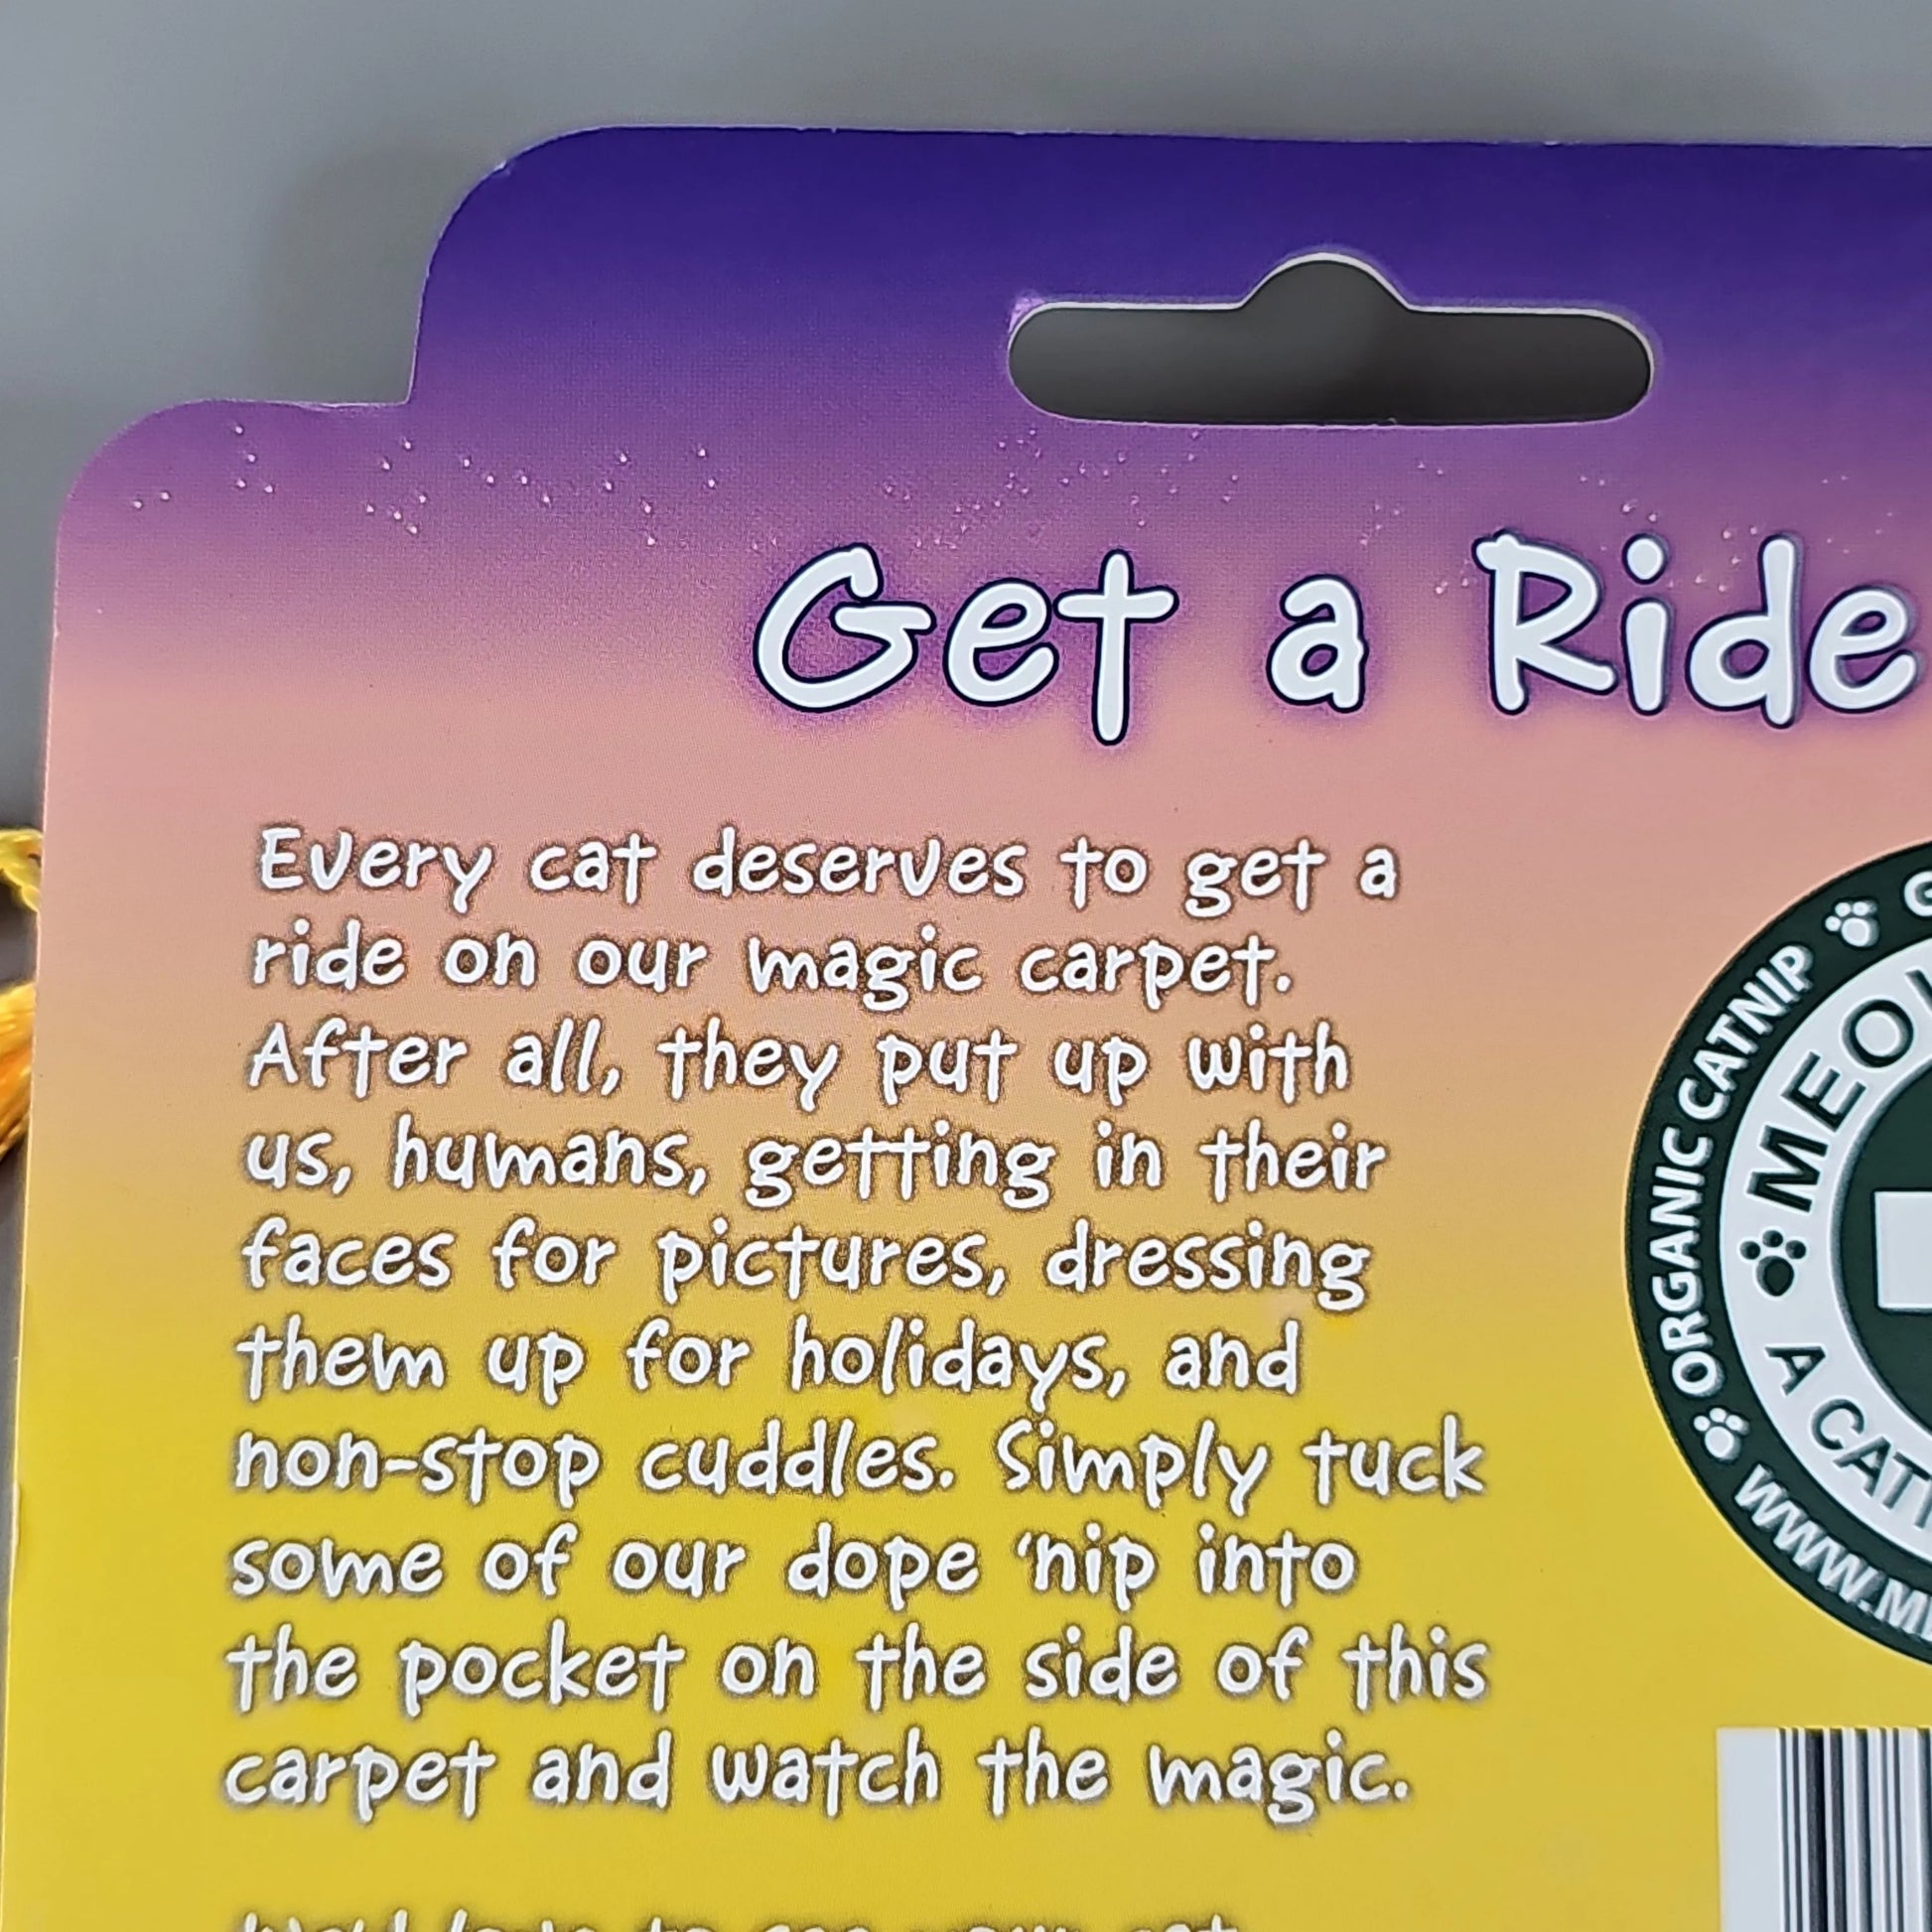 Get a Ride
Every cat deserves to get a
ride on our magic carpet.
After all, they put up with
us, humans, getting in their
faces for pictures, dressing
them up for holidays, and
non-stop cuddles. Simply tuck
some of our dope ‘nip into
the pocket on the side of this
carpet and watch the magic.
ORGANIC CATNIP
A